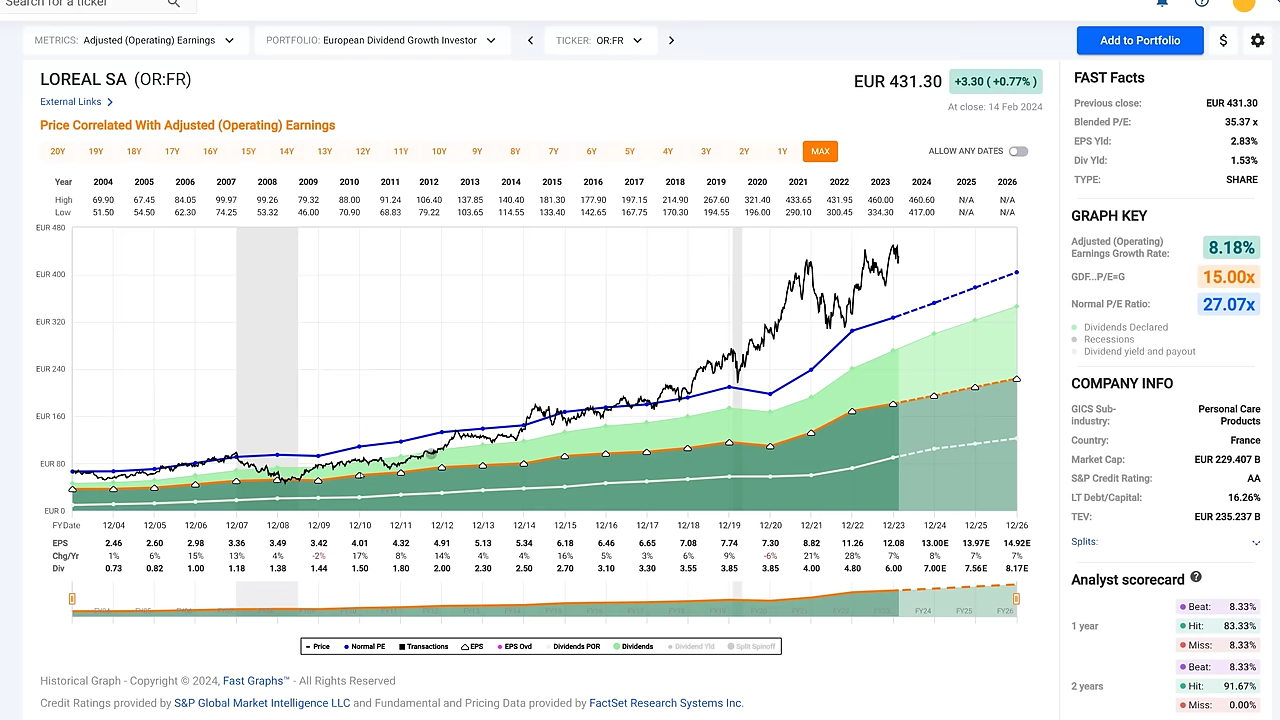 Search for a ticker
METRICS: Adjusted (Operating) Earnings PORTFOLIO: European Dividend Growth Investor TICKER: OR:FR Add to Portfolio $
LOREAL SA (OR:FR) EUR 431.30 +3.30 (+0.77%)
External Links At close: 14 Feb 2024
Price Correlated With Adjusted (Operating) Earnings
20Y 19Y 18Y 17Y 16Y 15Y 14Y 13Y 12Y 11Y 10Y 9Y 8Y 7Y 6Y 5Y 4Y 3Y 2Y 1Y MAX ALLOW ANY DATES
Year 2004 2005 2006 2007 2008 2009 2010 2011 2012 2013 2014 2015 2016 2017 2018 2019 2020 2021 2022 2023 2024 2025 2026
High 69.90 67.45 84.05 99.97 99.26 79.32 88.00 91.24 106.40 137.85 140.40 181.30 177.90 197.15 214.90 267.60 321.40 433.65 431.95 460.00 460.60 N/A N/A
Low 51.50 54.50 62.30 74.25 53.32 46.00 70.90 68.83 79.22 103.65 114.55 133.40 142.65 167.75 170.30 194.55 196.00 290.10 300.45 334.30 417.00 N/A N/A
EUR 480
EUR 400
EUR 320
EUR 240
EUR 160
EUR 80
EUR 0
FYDate 12/04 12/05 12/06 12/07 12/08 12/09 12/10 12/11 12/12 12/13 12/14 12/15 12/16 12/17 12/18 12/19 12/20 12/21 12/22 12/23 12/24 12/25 12/26
EPS 2.46 2.60 2.98 3.36 3.49 3.42 4.01 4.32 4.91 5.13 5.34 6.18 6.46 6.65 7.08 7.74 7.30 8.82 11.26 12.08 13.00E 13.97E 14.92E
Chg/Yr 1% 6% 15% 13% 4% -2% 17% 8% 14% 4% 4% 16% 5% 3% 6% 9% -6% 21% 28% 7% 8% 7% 7%
Div 0.73 0.82 1.00 1.18 1.38 1.44 1.50 1.80 2.00 2.30 2.50 2.70 3.10 3.30 3.55 3.85 3.85 4.00 4.80 6.00 7.00E 7.56E 8.17E
FY04 FY05 FY06 FY07 FY08 FY09 FY10 FY11 FY12 FY13 FY14 FY15 FY16 FY17 FY18 FY19 FY20 FY21 FY22 FY23 FY24 FY25 FY26
Price Normal PE Transactions EPS EPS Ovd Dividends POR Dividends Dividend Yld Split Spinoff
Historical Graph - Copyright © 2024, Fast Graphs™ - All Rights Reserved
Credit Ratings provided by S&P Global Market Intelligence LLC and Fundamental and Pricing Data provided by FactSet Research Systems Inc.
FAST Facts
Previous close: EUR 431.30
Blended P/E: 35.37 x
EPS Yld: 2.83%
Div Yld: 1.53%
TYPE: SHARE
GRAPH KEY
Adjusted (Operating)
Earnings Growth Rate: 8.18%
GDF...P/E=G 15.00x
Normal P/E Ratio: 27.07x
Dividends Declared
Recessions
Dividend yield and payout
COMPANY INFO
GICS Sub- Personal Care
industry: Products
Country: France
Market Cap: EUR 229.407 B
S&P Credit Rating: AA
LT Debt/Capital: 16.26%
TEV: EUR 235.237 B
Splits:
Analyst scorecard
Beat: 8.33%
1 year Hit: 83.33%
Miss: 8.33%
Beat: 8.33%
2 years Hit: 91.67%
Miss: 0.00%